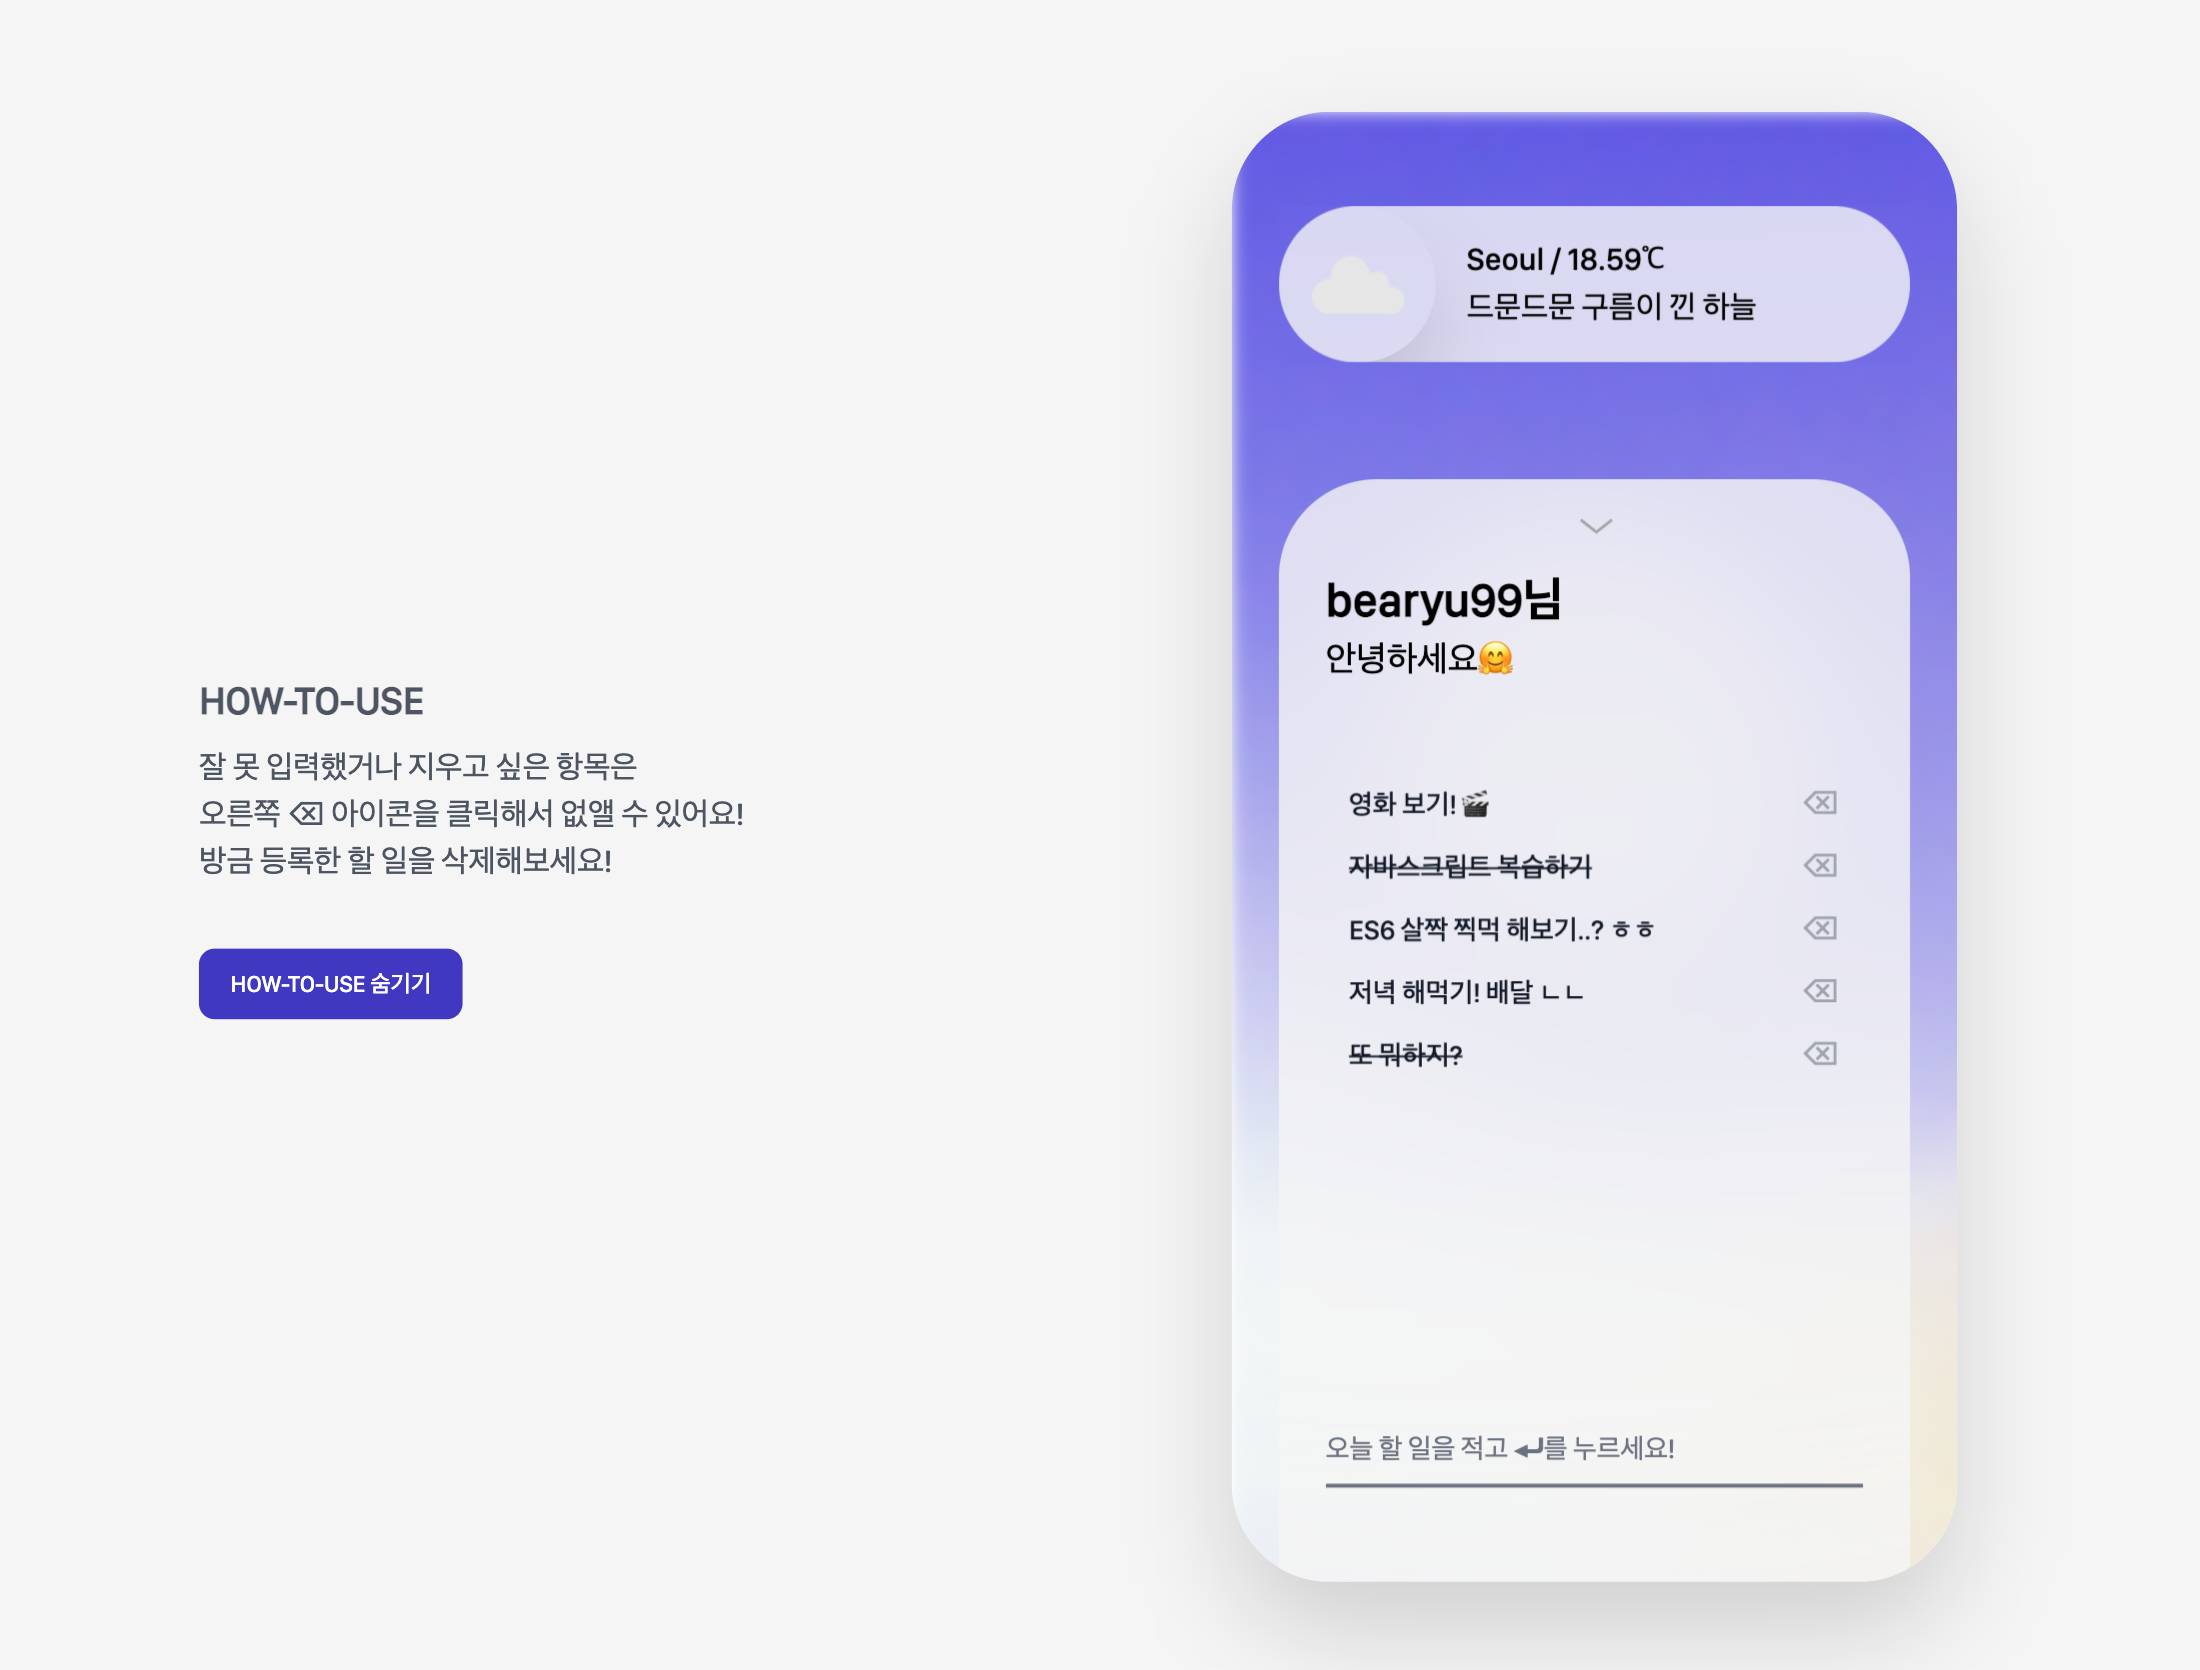 HOW-TO-USE
잘 못 입력했거나 지우고 싶은 항목은
오른쪽 ⌫ 아이콘을 클릭해서 없앨 수 있어요!
방금 등록한 할 일을 삭제해보세요!
HOW-TO-USE 숨기기
Seoul / 18.59℃
드문드문 구름이 낀 하늘
bearyu99님
안녕하세요🤗
영화 보기! 🎬
자바스크립트 복습하기
ES6 살짝 찍먹 해보기..? ㅎㅎ
저녁 해먹기! 배달 ㄴㄴ
또 뭐하지?
오늘 할 일을 적고 ↵를 누르세요!